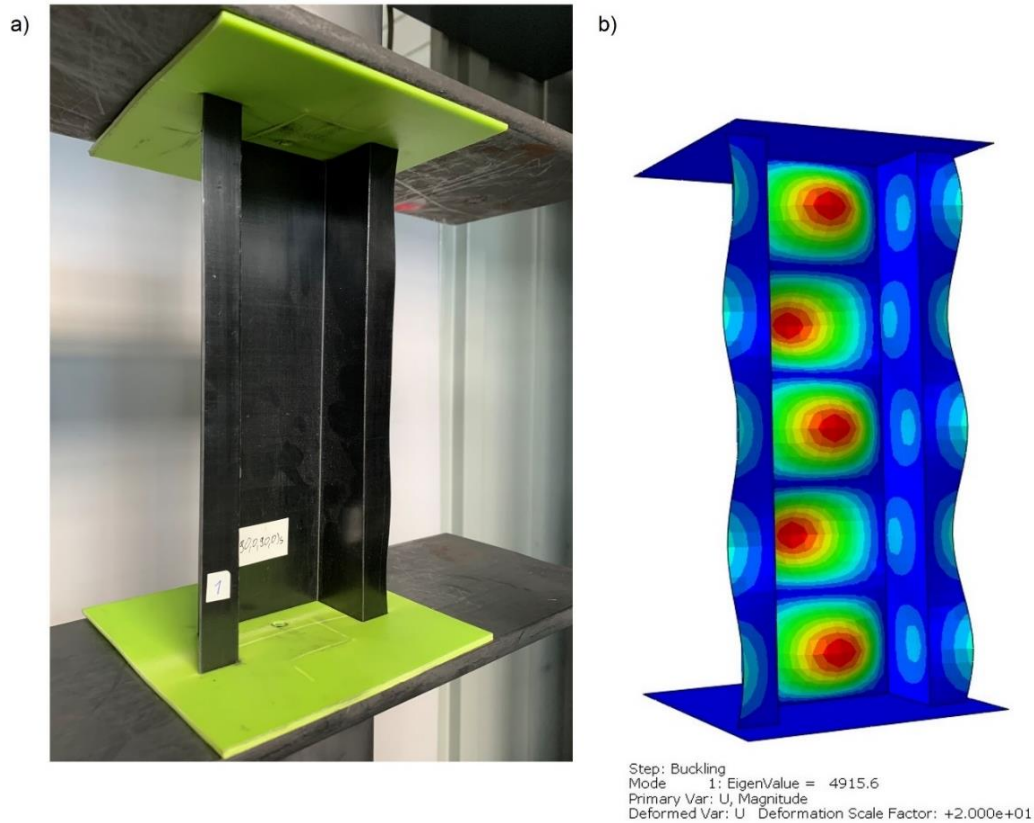 a)
b)
1
Step: Buckling
Mode 1: EigenValue = 4915.6
Primary Var: U, Magnitude
Deformed Var: U Deformation Scale Factor: +2.000e+01